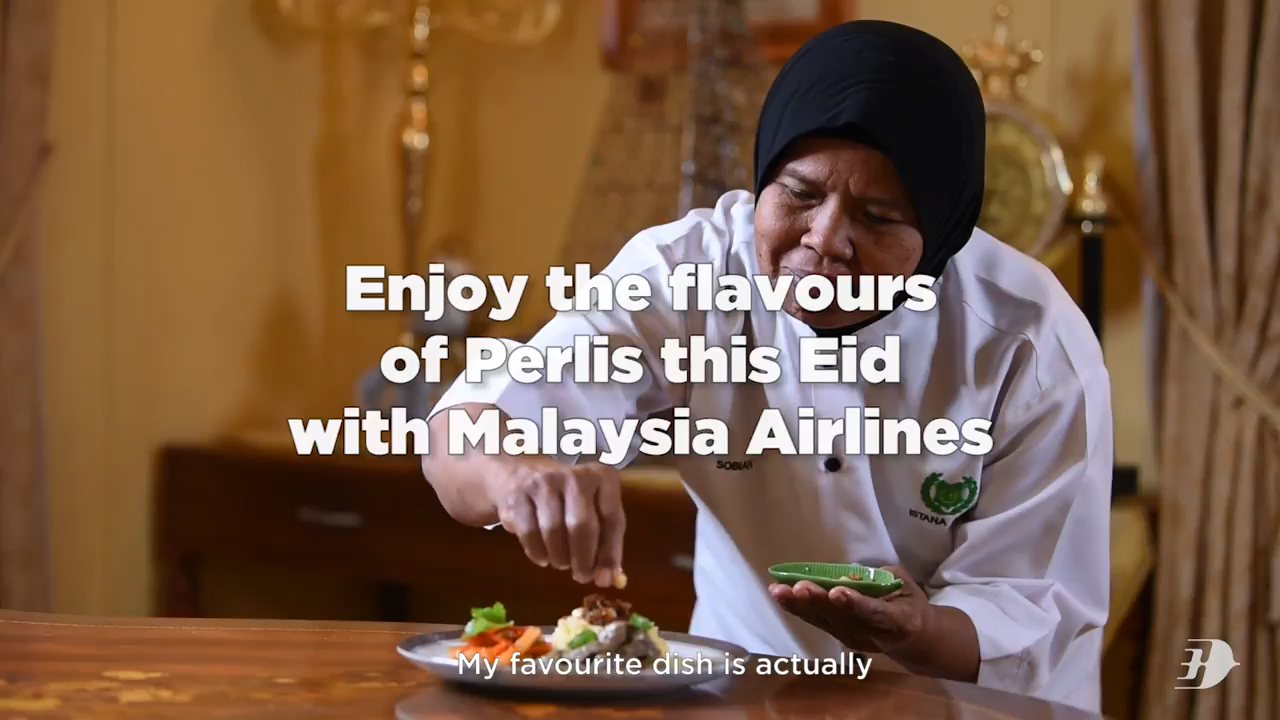 Enjoy the flavours
of Perlis this Eid
with Malaysia Airlines
SOBIAH
ISTANA
My favourite dish is actually